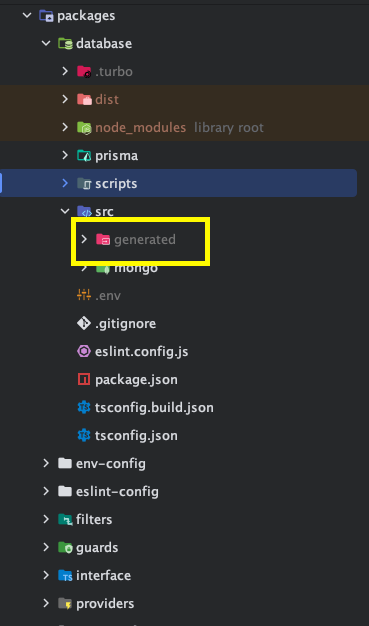 packages
database
.turbo
dist
node_modules library root
prisma
scripts
src
generated
mongo
.env
.gitignore
eslint.config.js
package.json
tsconfig.build.json
tsconfig.json
env-config
eslint-config
filters
guards
interface
providers